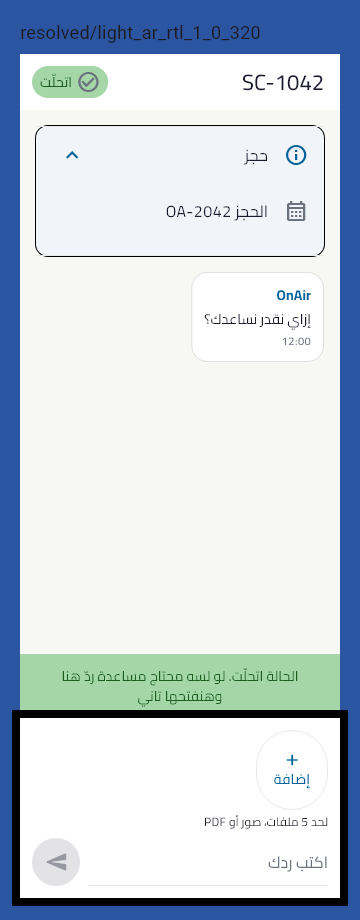 resolved/light_ar_rtl_1_0_320
SC-1042
اتحلّت
حجز
الحجز OA-2042
OnAir
إزاي نقدر نساعدك؟
12:00
الحالة اتحلّت. لو لسه محتاج مساعدة ردّ هنا
وهنفتحها تاني
+
إضافة
لحد 5 ملفات، صور أو PDF
اكتب ردك